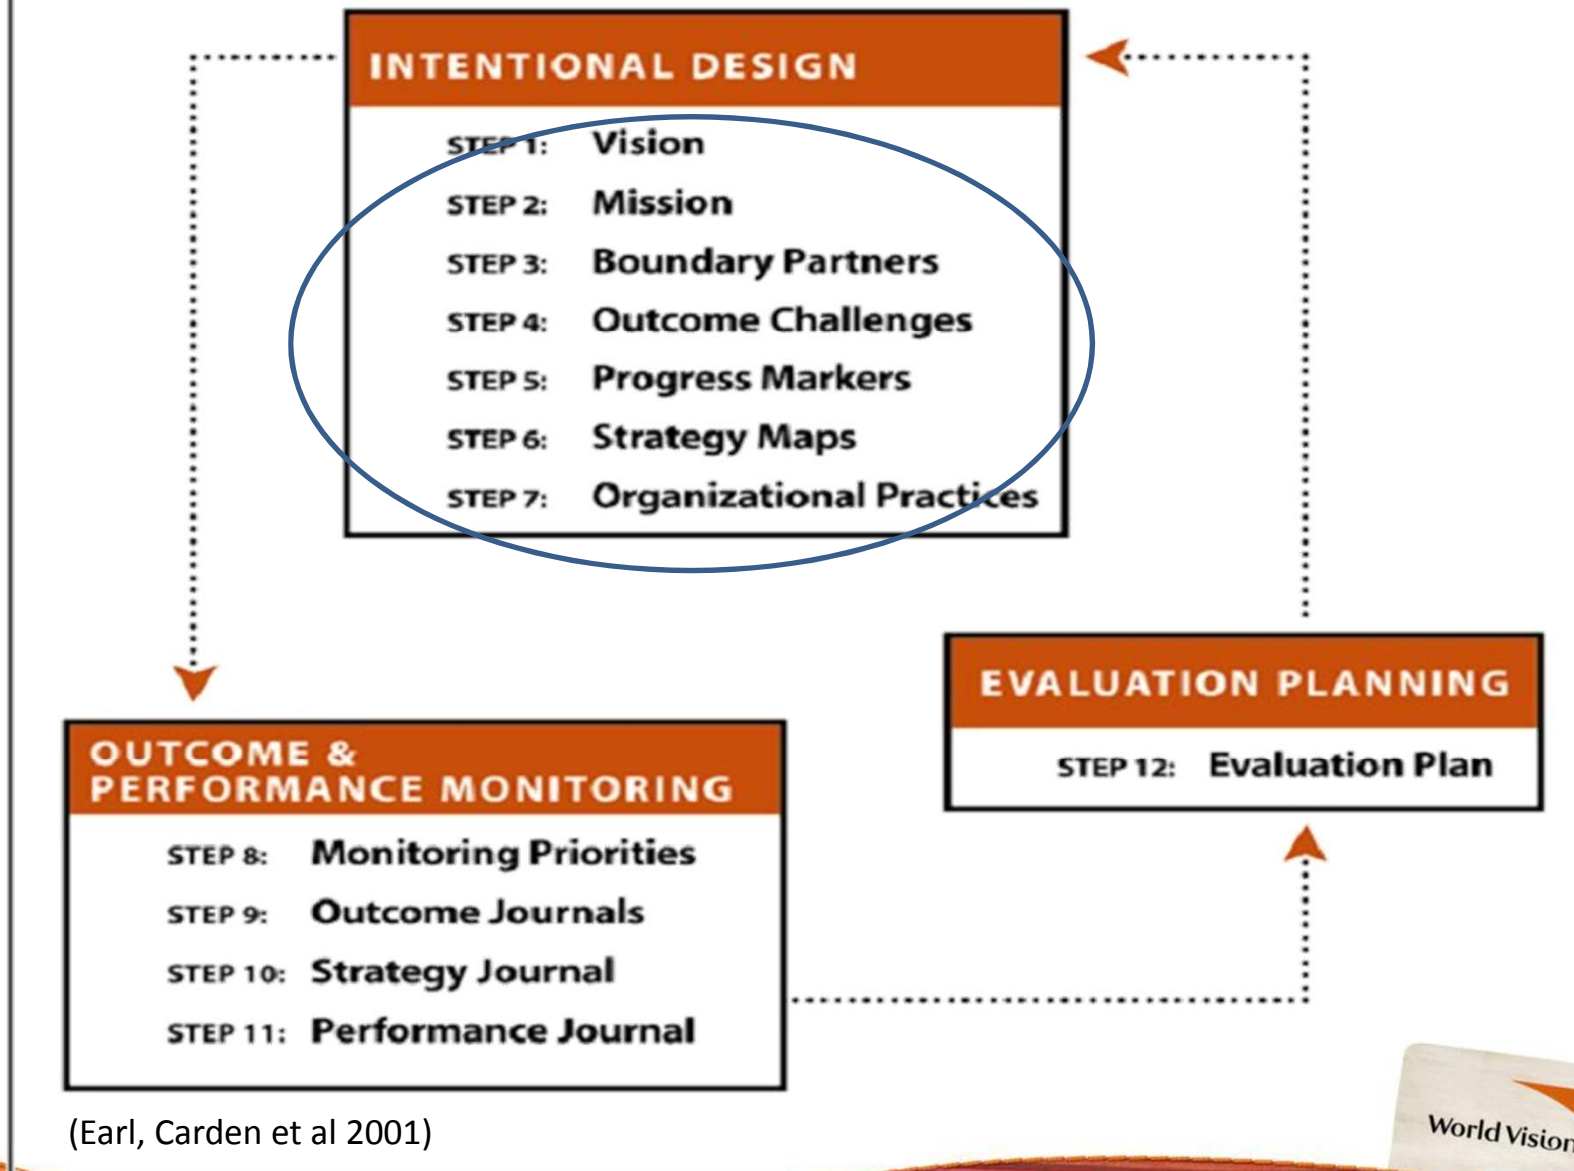 INTENTIONAL DESIGN
STEP 1: Vision
STEP 2: Mission
STEP 3: Boundary Partners
STEP 4: Outcome Challenges
STEP 5: Progress Markers
STEP 6: Strategy Maps
STEP 7: Organizational Practices
OUTCOME &
PERFORMANCE MONITORING
STEP 8: Monitoring Priorities
STEP 9: Outcome Journals
STEP 10: Strategy Journal
STEP 11: Performance Journal
EVALUATION PLANNING
STEP 12: Evaluation Plan
(Earl, Carden et al 2001)
World Vision